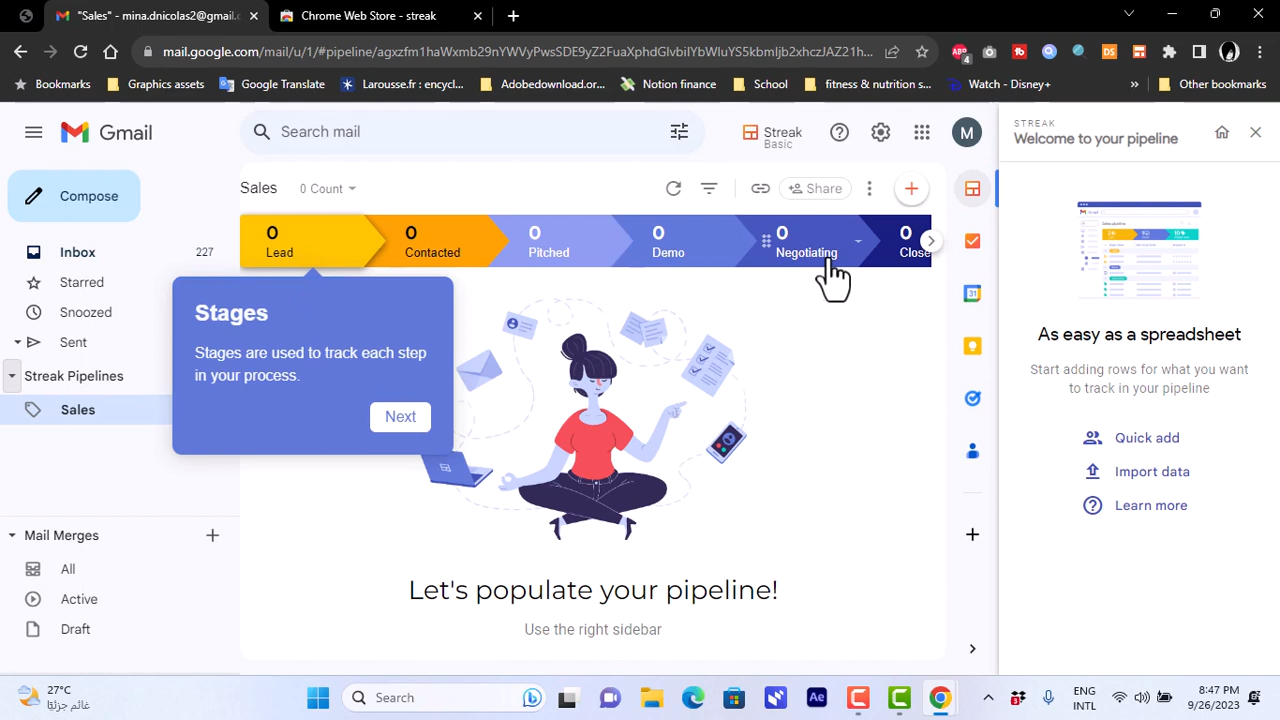 "Sales" - mina.dnicolas2@gmail.c
Chrome Web Store - streak
mail.google.com/mail/u/1/#pipeline/
4
Bookmarks
Graphics assets
Google Translate
Larousse.fr : encycl...
Adobedownload.or...
Notion finance
School
fitness & nutrition s...
Watch - Disney+
Other bookmarks
Gmail
Search mail
Streak
Basic
M
STREAK
Welcome to your pipeline
Compose
Sales
0 Count
Share
Inbox
227
Starred
Snoozed
Sent
Streak Pipelines
Sales
0
Lead
0
Contacted
0
Pitched
0
0
0
Stages
Stages are used to track each step
in your process.
Next
Let's populate your pipeline!
Use the right sidebar
Mail Merges
All
Active
Draft
31
As easy as a spreadsheet
Start adding rows for what you want
to track in your pipeline
Quick add
Import data
Learn more
27°C
غائم جزئيًا
Search
Ae
3
ENG
INTL
8:47 PM
9/26/2023